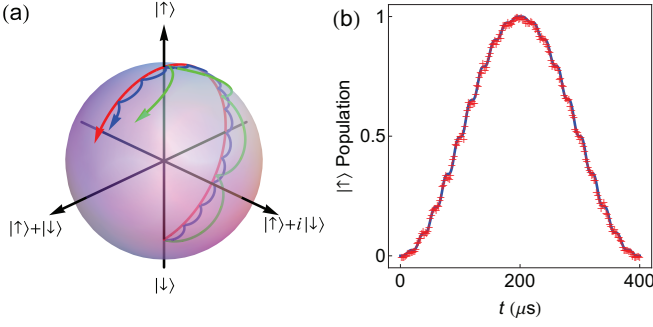 (a)
|↑⟩
|↑⟩+|↓⟩
|↑⟩+i|↓⟩
|↓⟩
(b)
|↑⟩ Population
1
0.5
0
0
200
400
t (μs)